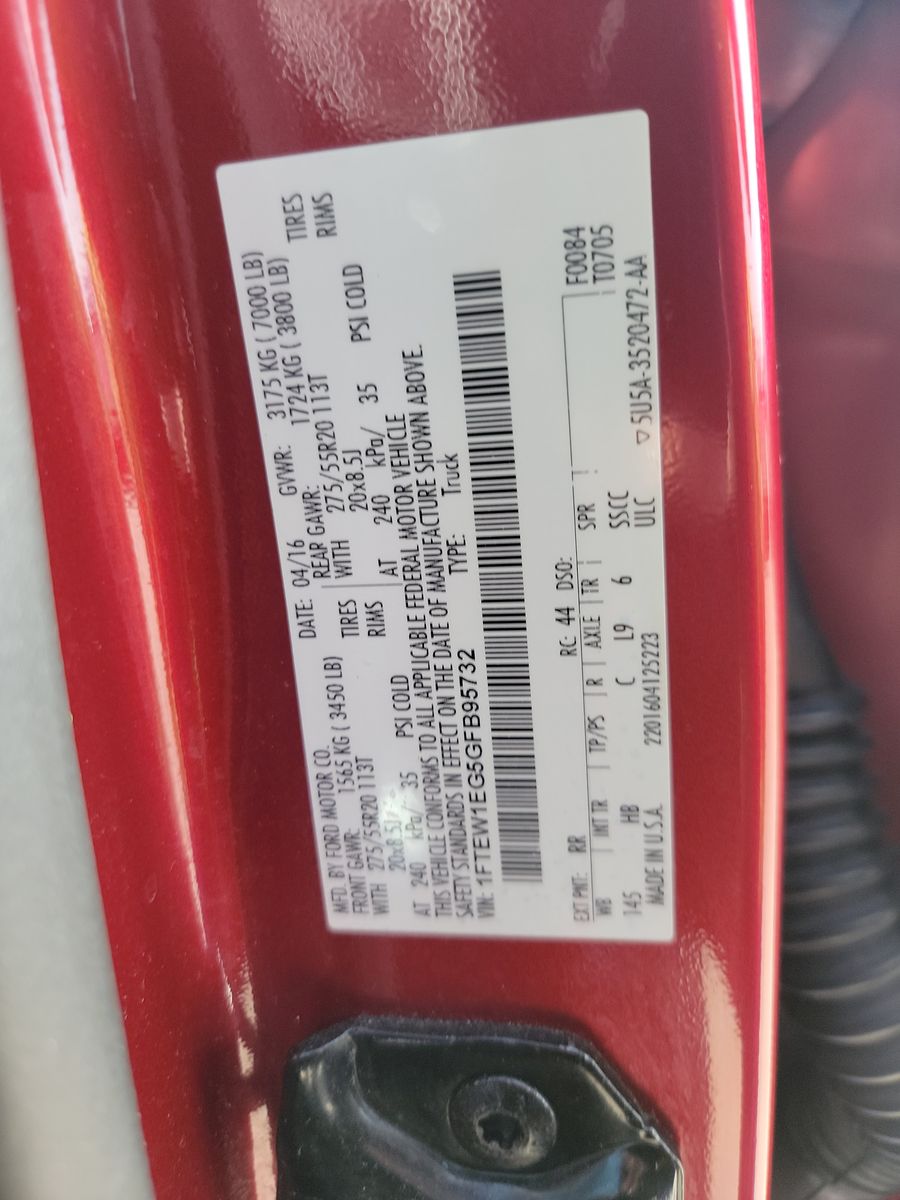 MFD. BY FORD MOTOR CO. DATE: 04/16 GVWR: 3175 KG ( 7000 LB)
FRONT GAWR: 1565 KG ( 3450 LB) REAR GAWR: 1724 KG ( 3800 LB)
WITH 275/55R20 113T TIRES WITH 275/55R20 113T TIRES
20x8.5J RIMS 20x8.5J RIMS
AT 240 kPa/ 35 PSI COLD AT 240 kPa/ 35 PSI COLD
THIS VEHICLE CONFORMS TO ALL APPLICABLE FEDERAL MOTOR VEHICLE
SAFETY STANDARDS IN EFFECT ON THE DATE OF MANUFACTURE SHOWN ABOVE.
VIN: 1FTEW1EG5GFB95732 TYPE: Truck
EXT PNT: RR RC: 44 DSO: F0084
WB INT TR TP/PS R AXLE TR SPR T0705
145 HB C L9 6 SSCC
MADE IN U.S.A. 2201604125223 ULC ▽5U5A-3520472-AA